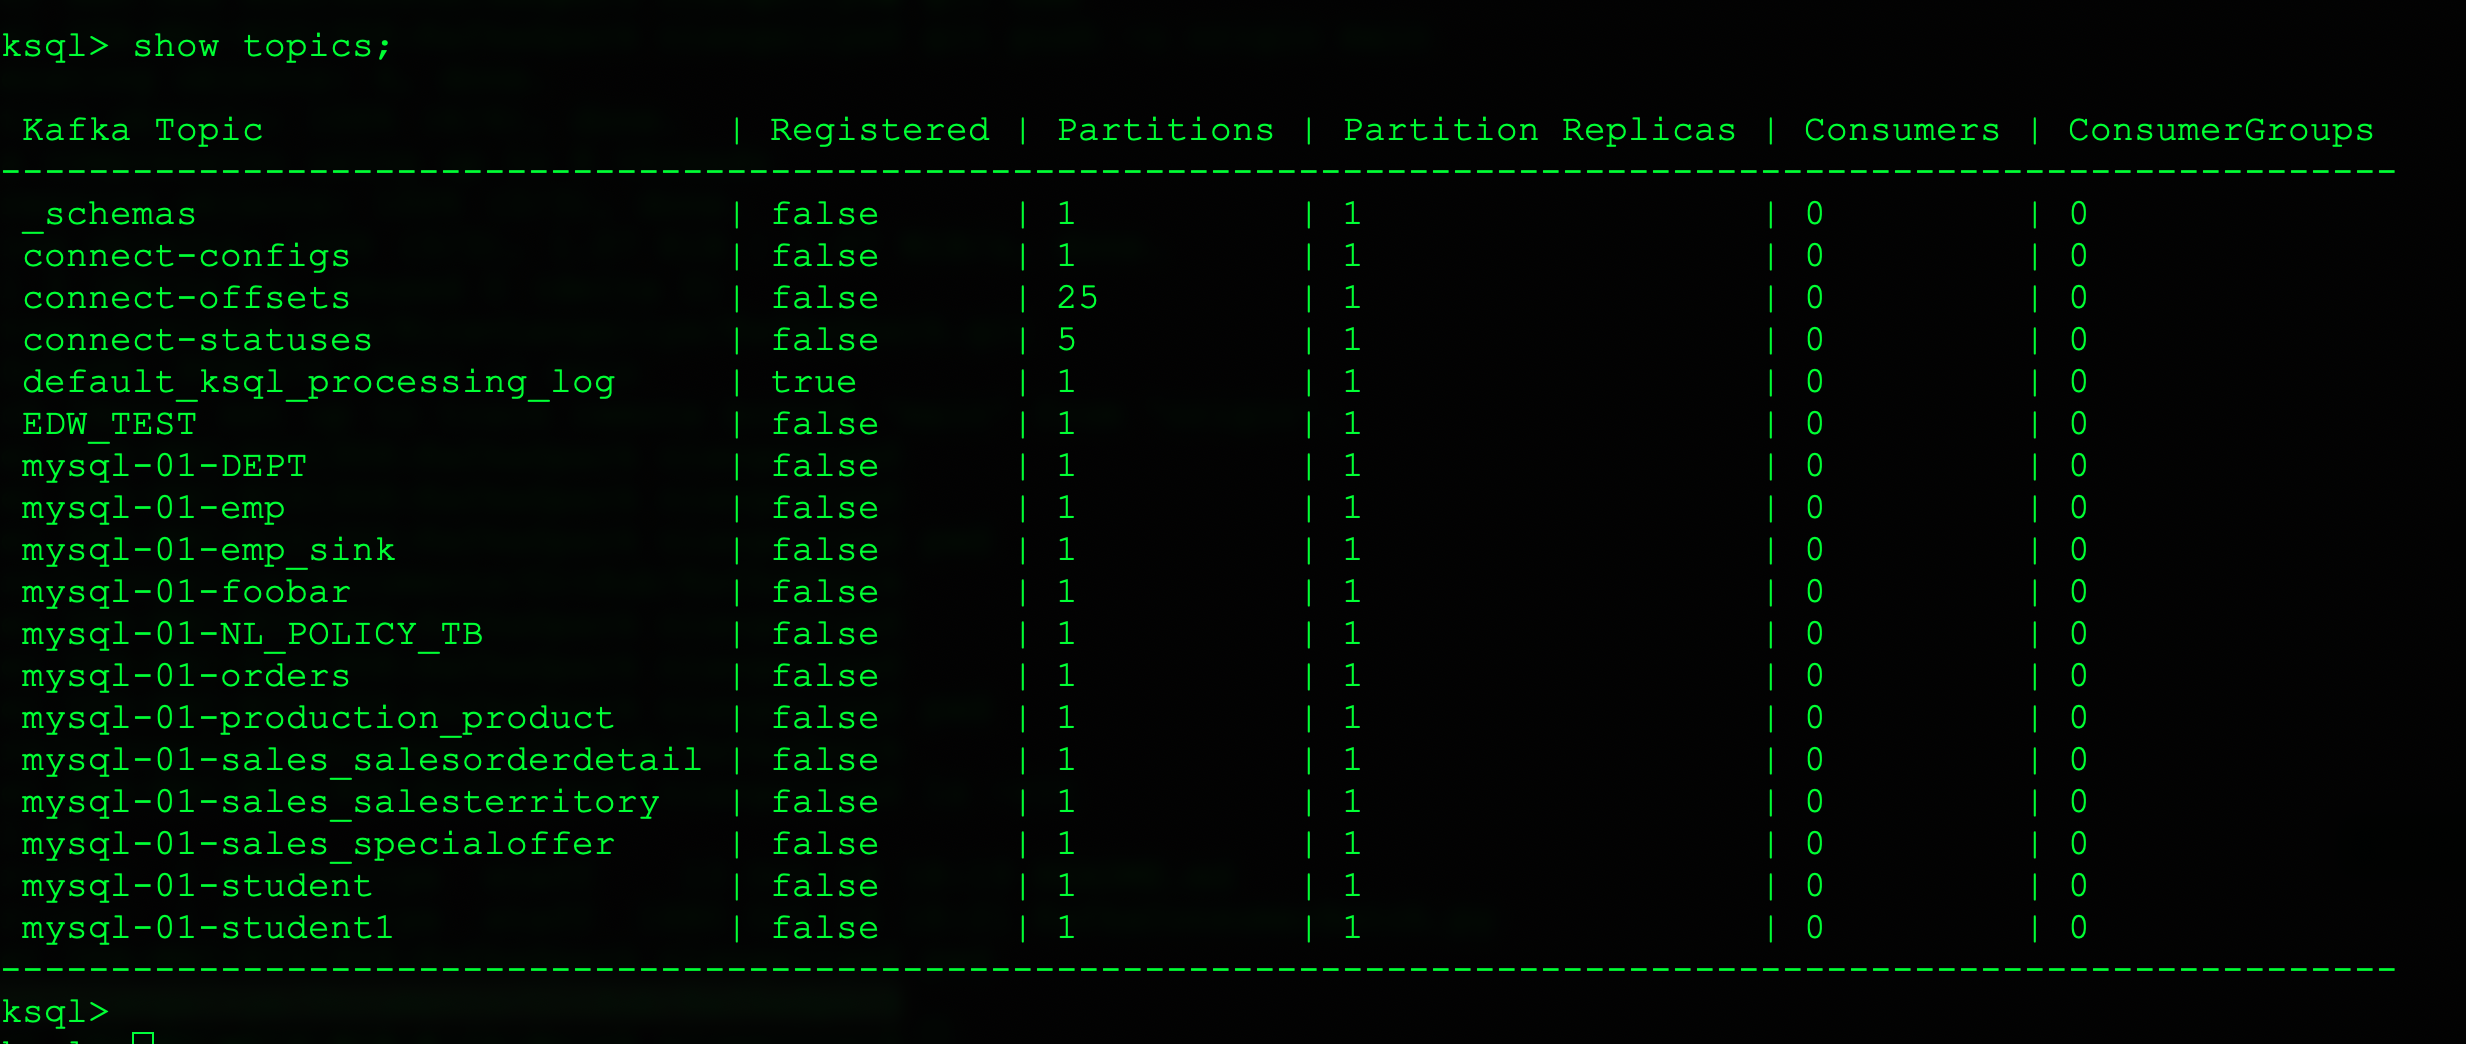 ksql> show topics;
 Kafka Topic                    | Registered | Partitions | Partition Replicas | Consumers | ConsumerGroups
-------------------------------------------------------------------------------------------------------------
 _schemas                       | false      | 1          | 1                  | 0         | 0
 connect-configs                | false      | 1          | 1                  | 0         | 0
 connect-offsets                | false      | 25         | 1                  | 0         | 0
 connect-statuses               | false      | 5          | 1                  | 0         | 0
 default_ksql_processing_log    | true       | 1          | 1                  | 0         | 0
 EDW_TEST                       | false      | 1          | 1                  | 0         | 0
 mysql-01-DEPT                  | false      | 1          | 1                  | 0         | 0
 mysql-01-emp                   | false      | 1          | 1                  | 0         | 0
 mysql-01-emp_sink              | false      | 1          | 1                  | 0         | 0
 mysql-01-foobar                | false      | 1          | 1                  | 0         | 0
 mysql-01-NL_POLICY_TB          | false      | 1          | 1                  | 0         | 0
 mysql-01-orders                | false      | 1          | 1                  | 0         | 0
 mysql-01-production_product    | false      | 1          | 1                  | 0         | 0
 mysql-01-sales_salesorderdetail | false      | 1          | 1                  | 0         | 0
 mysql-01-sales_salesterritory  | false      | 1          | 1                  | 0         | 0
 mysql-01-sales_specialoffer    | false      | 1          | 1                  | 0         | 0
 mysql-01-student               | false      | 1          | 1                  | 0         | 0
 mysql-01-student1              | false      | 1          | 1                  | 0         | 0
-------------------------------------------------------------------------------------------------------------
ksql>